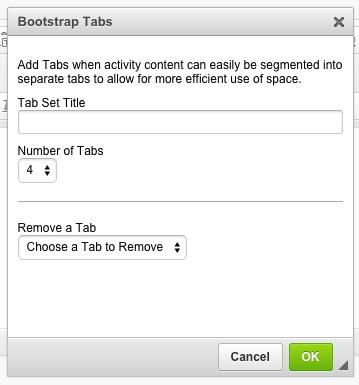 Bootstrap Tabs
Add Tabs when activity content can easily be segmented into
separate tabs to allow for more efficient use of space.
Tab Set Title
Number of Tabs
4
Remove a Tab
Choose a Tab to Remove
Cancel
OK